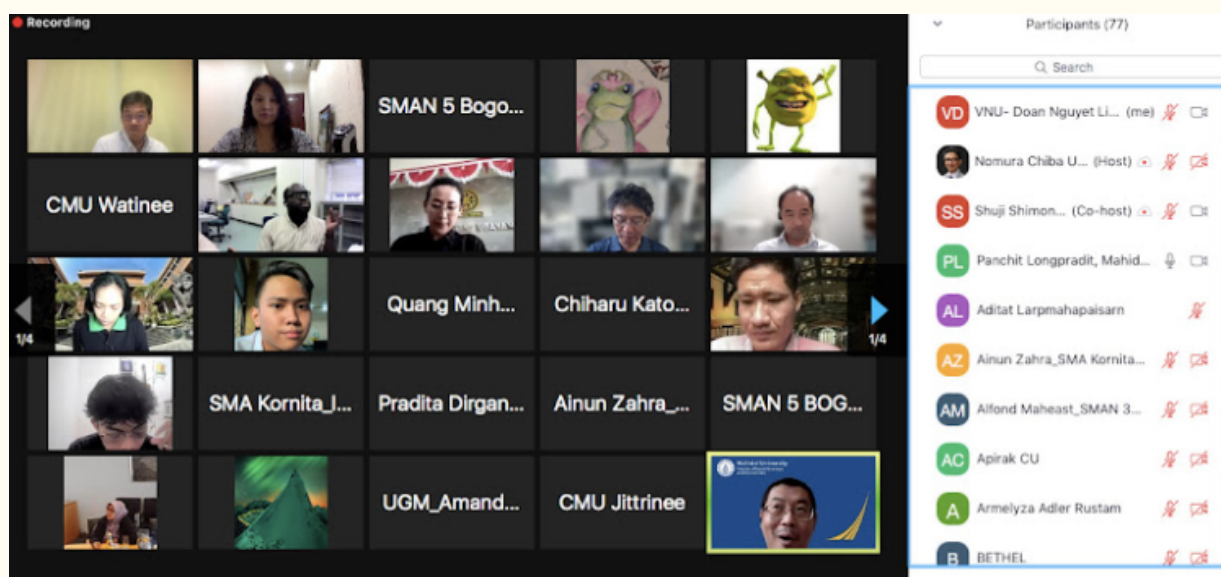 Recording
SMAN 5 Bogo...
CMU Watinee
1/4
Quang Minh...
Chiharu Kato...
1/4
SMA Kornita_I...
Pradita Dirgan...
Ainun Zahra_...
SMAN 5 BOG...
Mahidol University
UGM_Amand...
CMU Jittrinee
Participants (77)
Search
VD VNU- Doan Nguyet Li... (me)
Nomura Chiba U... (Host)
SS Shuji Shimon... (Co-host)
PL Panchit Longpradit, Mahid...
AL Aditat Larpmahapaisarn
AZ Ainun Zahra_SMA Kornita...
AM Alfond Maheast_SMAN 3...
AC Apirak CU
A Armelyza Adler Rustam
B BETHEL